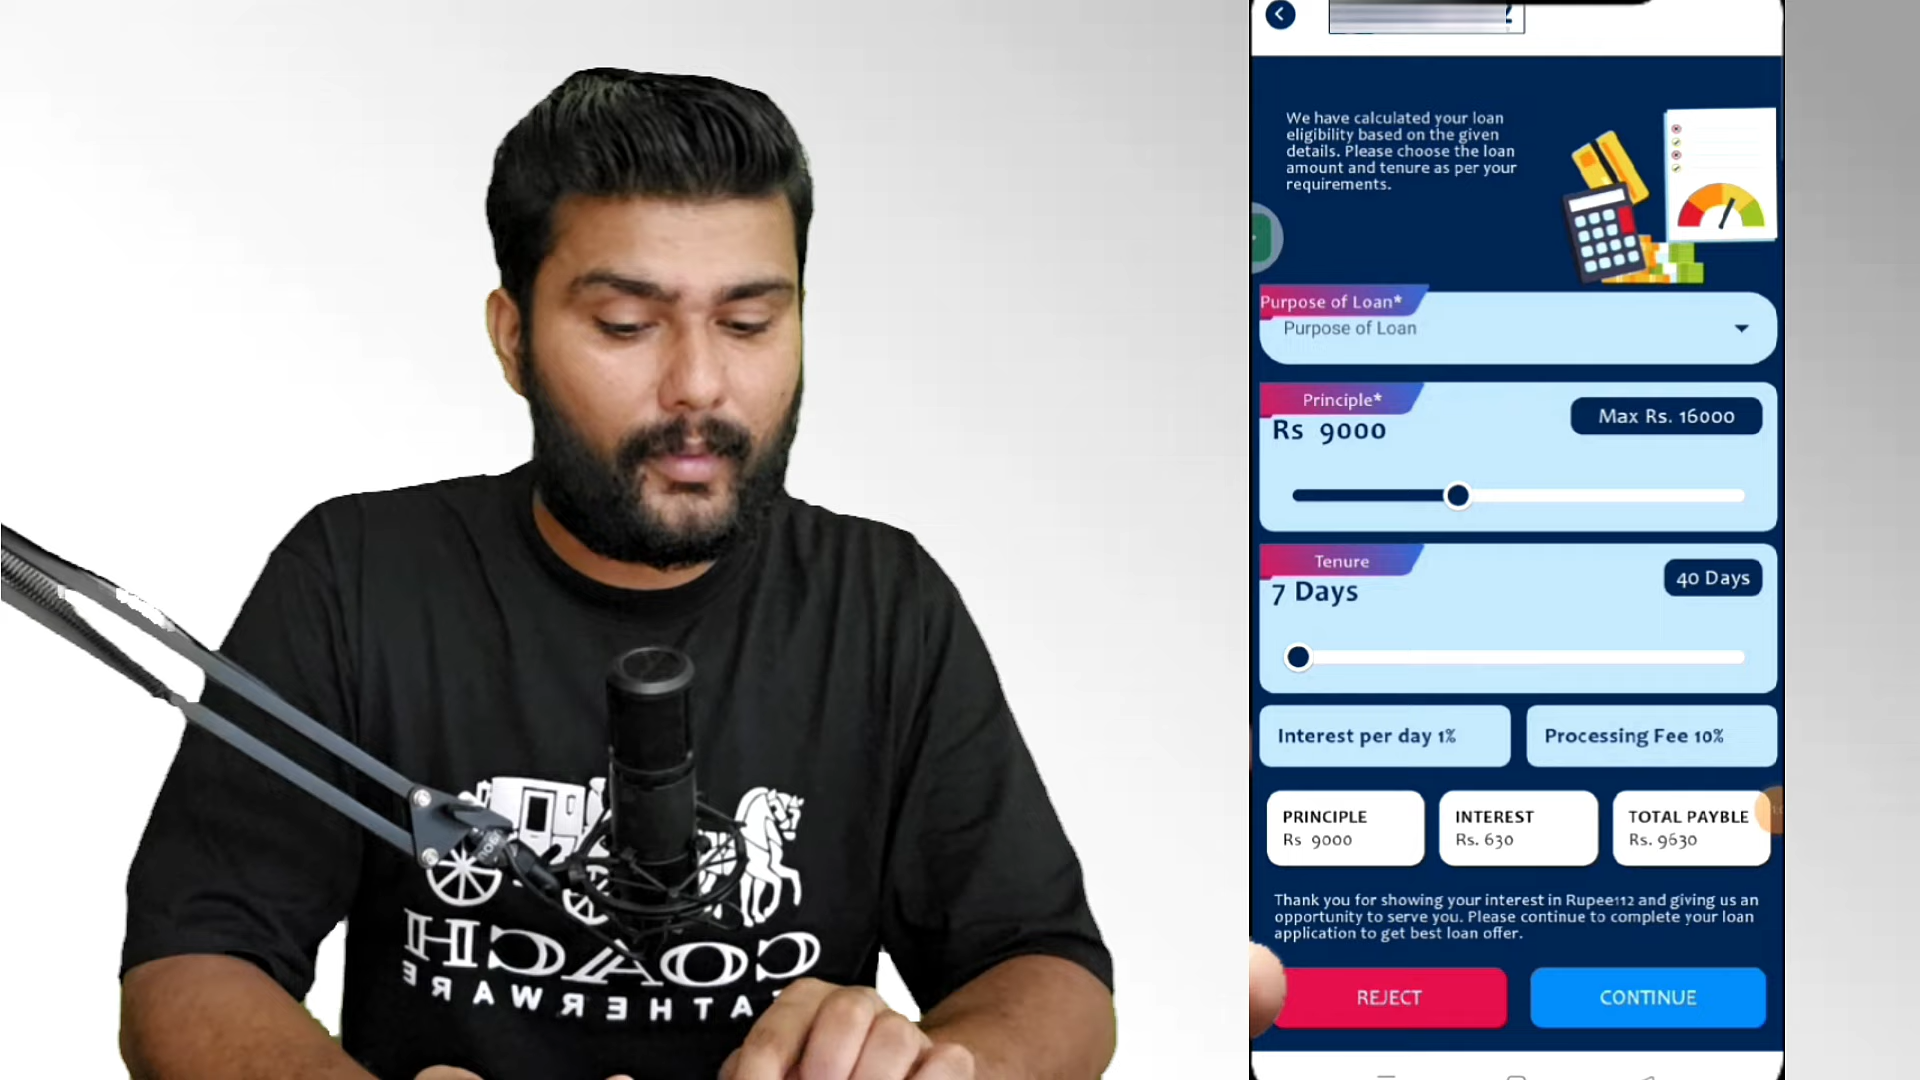 We have calculated your loan
eligibility based on the given
details. Please choose the loan
amount and tenure as per your
requirements.
Purpose of Loan*
Purpose of Loan
Principle*
Rs 9000
Max Rs. 16000
Tenure
7 Days
40 Days
Interest per day 1%
Processing Fee 10%
PRINCIPLE
Rs 9000
INTEREST
Rs. 630
TOTAL PAYBLE
Rs. 9630
Thank you for showing your interest in Rupee112 and giving us an
opportunity to serve you. Please continue to complete your loan
application to get best loan offer.
REJECT
CONTINUE
COACH